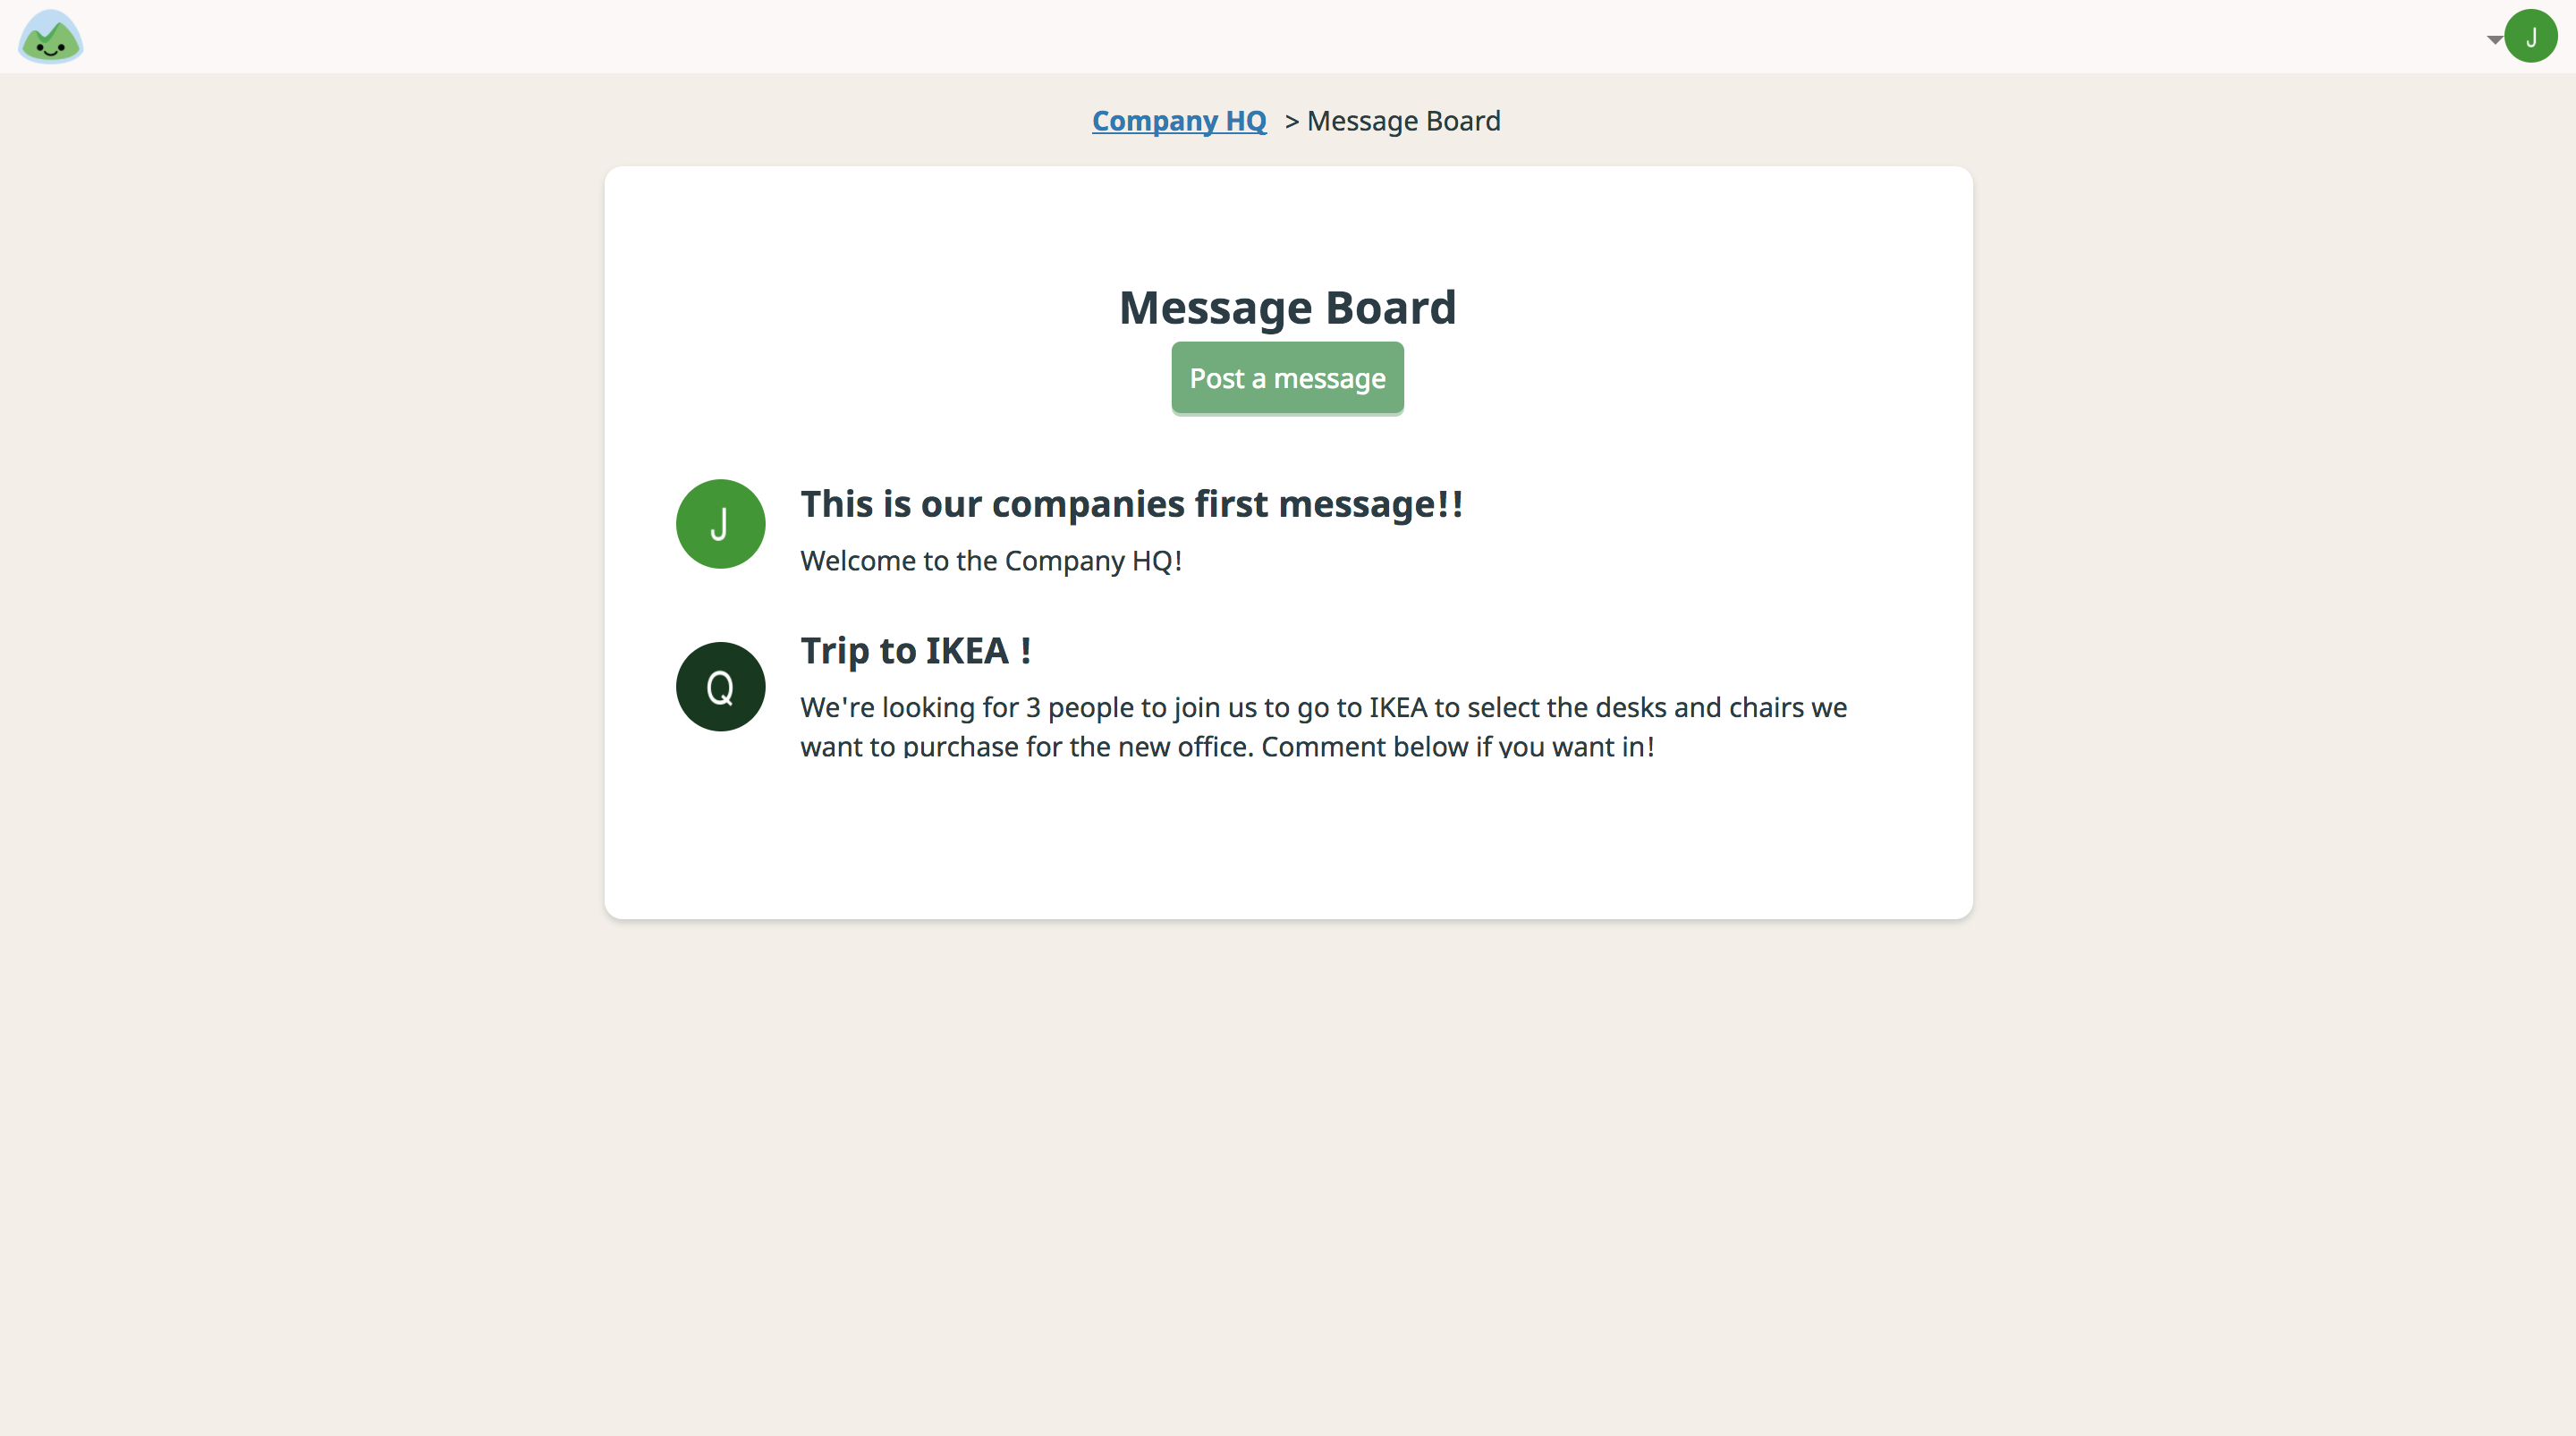 J
Company HQ > Message Board
Message Board
Post a message
J
This is our companies first message!!
Welcome to the Company HQ!
Q
Trip to IKEA !
We're looking for 3 people to join us to go to IKEA to select the desks and chairs we
want to purchase for the new office. Comment below if you want in!